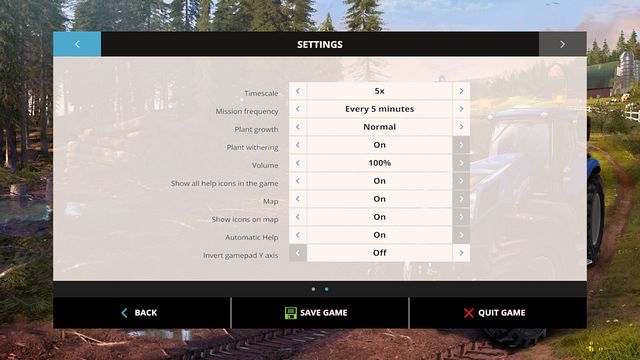 SETTINGS
Timescale 5x
Mission frequency Every 5 minutes
Plant growth Normal
Plant withering On
Volume 100%
Show all help icons in the game On
Map On
Show icons on map On
Automatic Help On
Invert gamepad Y axis Off
BACK SAVE GAME QUIT GAME